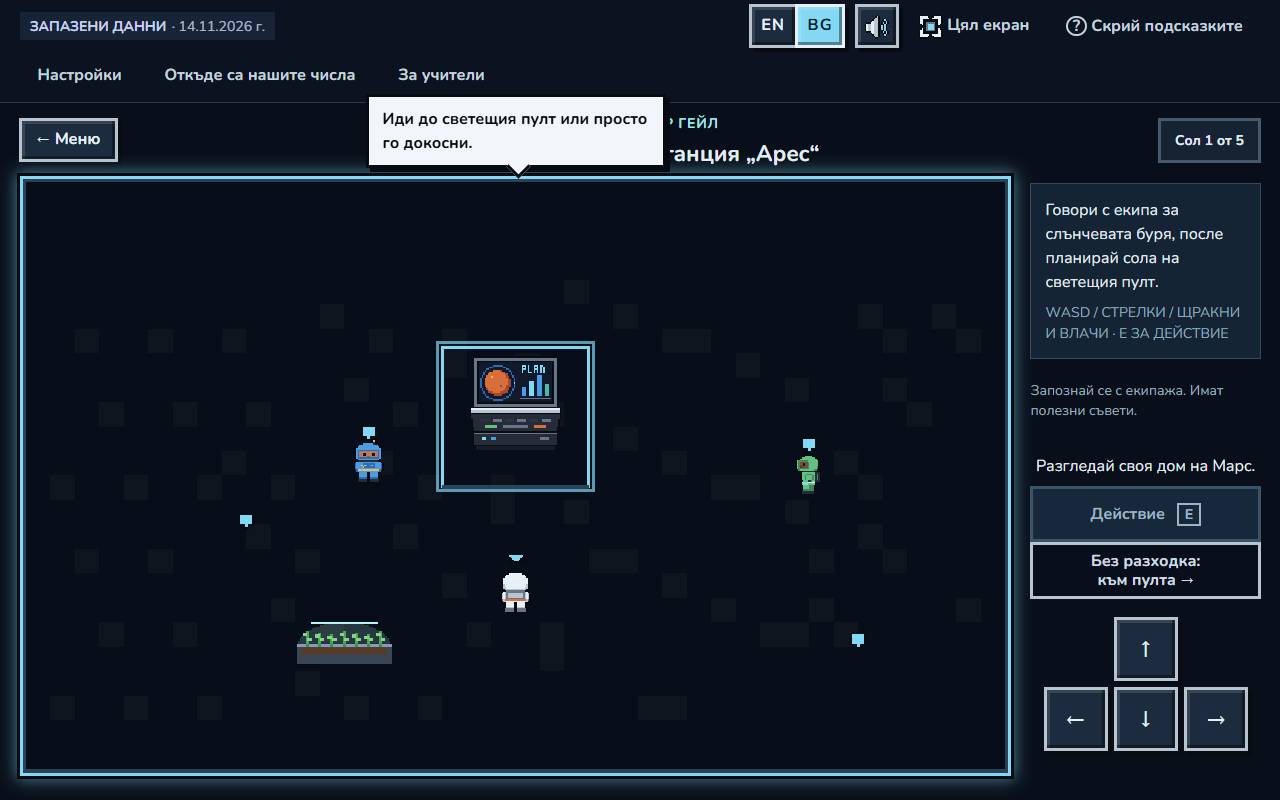 ЗАПАЗЕНИ ДАННИ · 14.11.2026 г.
EN
BG
Цял екран
? Скрий подсказките
Настройки
Откъде са нашите числа
За учители
← Меню
Иди до светещия пулт или просто
го докосни.
ГЕЙЛ
„Арес“
Сол 1 от 5
PLAN
Говори с екипа за
слънчевата буря, после
планирай сола на
светещия пулт.
WASD / СТРЕЛКИ / ЩРАКНИ
И ВЛАЧИ · E ЗА ДЕЙСТВИЕ
Запознай се с екипажа. Имат
полезни съвети.
Разгледай своя дом на Марс.
Действие E
Без разходка:
към пулта →
↑
← ↓ →